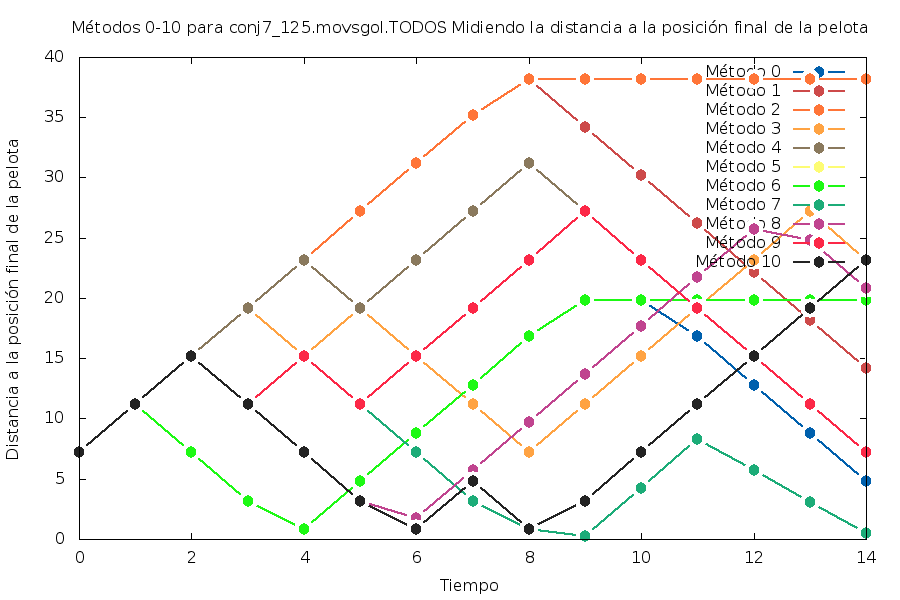 Métodos 0-10 para conj7_125.movsgol.TODOS Midiendo la distancia a la posición final de la pelota
Distancia a la posición final de la pelota
40
35
30
25
20
15
10
5
0
Método 0
Método 1
Método 2
Método 3
Método 4
Método 5
Método 6
Método 7
Método 8
Método 9
Método 10
0 2 4 6 8 10 12 14
Tiempo